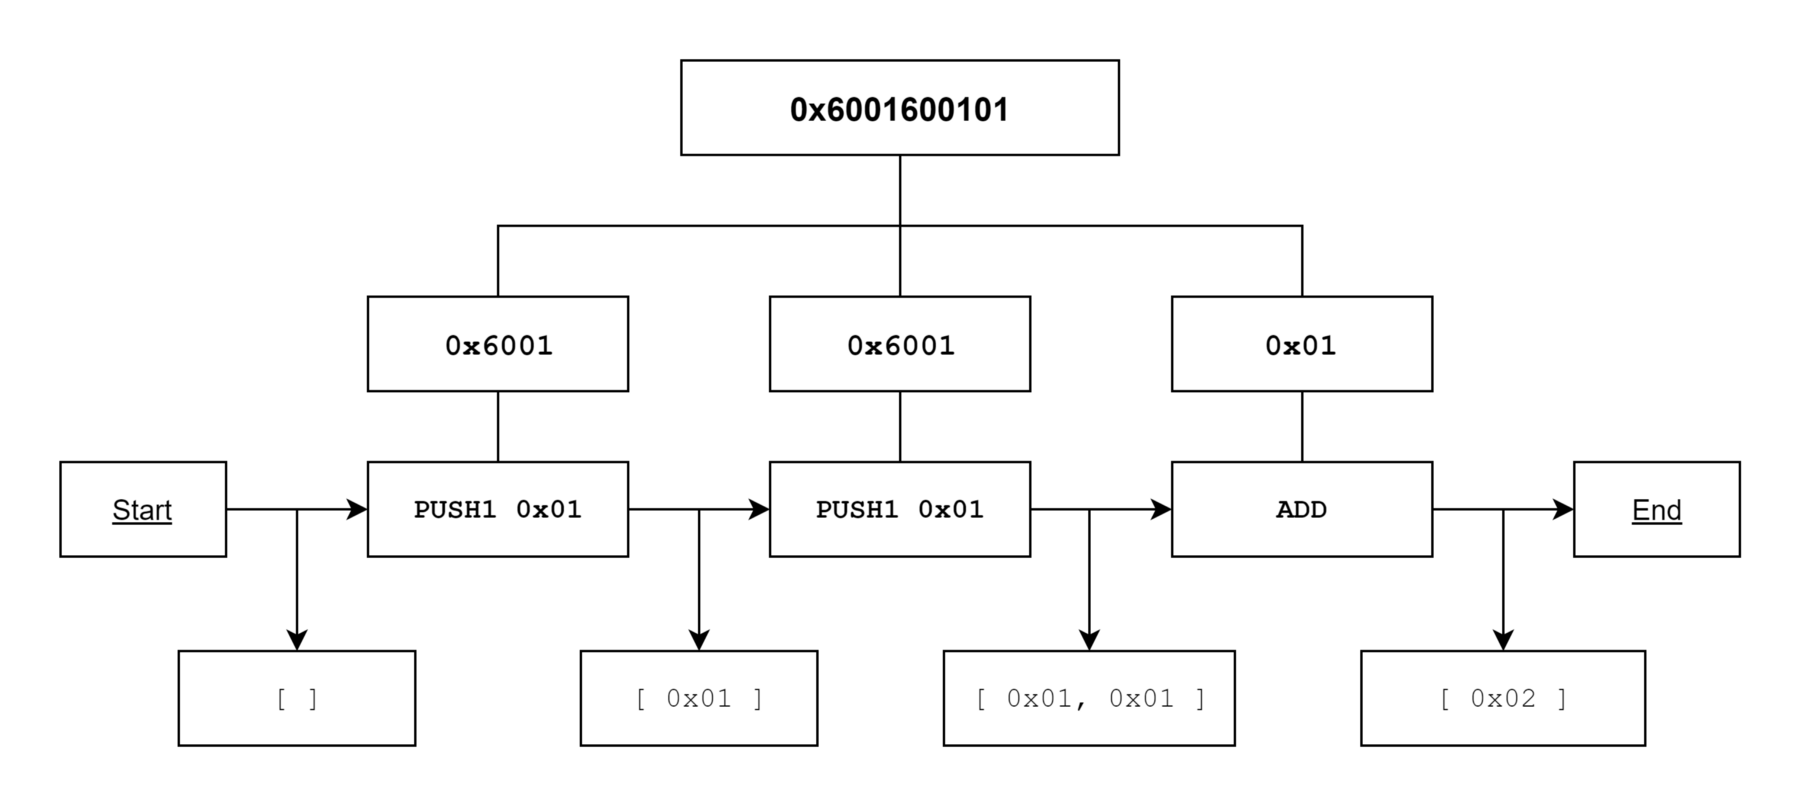 0x6001600101
0x6001
0x6001
0x01
Start
PUSH1 0x01
PUSH1 0x01
ADD
End
[ ]
[ 0x01 ]
[ 0x01, 0x01 ]
[ 0x02 ]